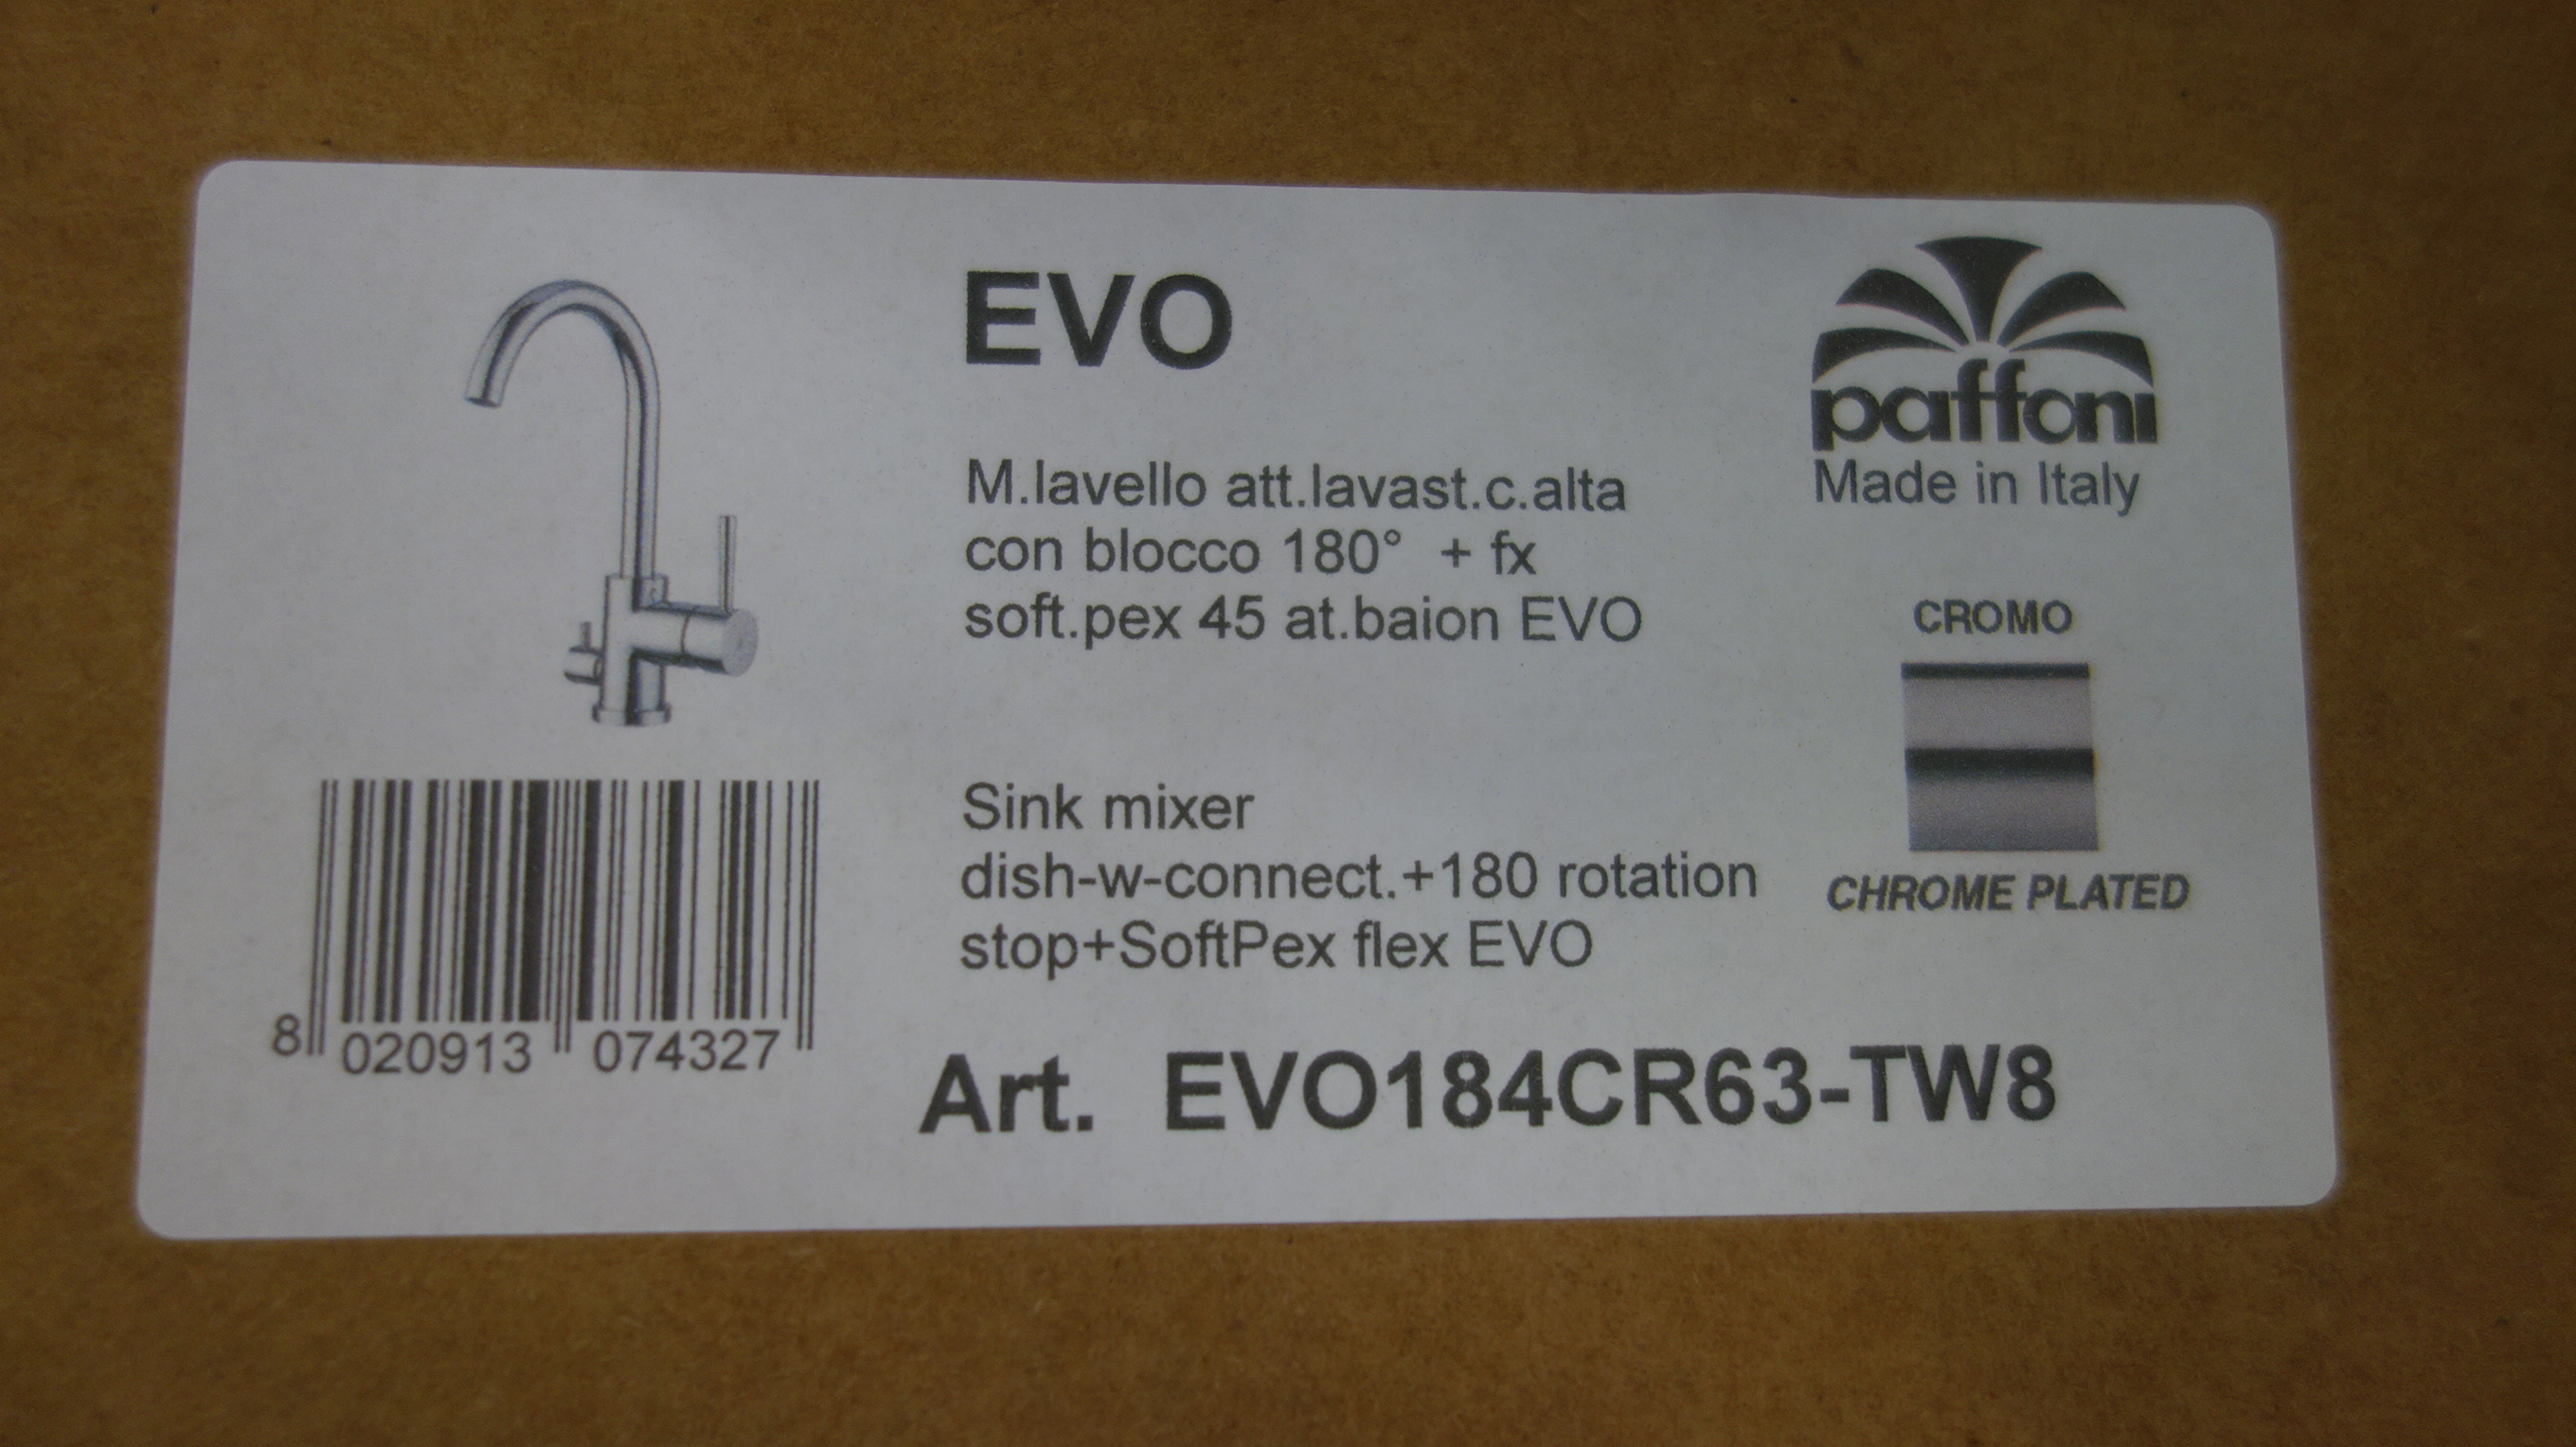 EVO
paffoni
Made in Italy
M.lavello att.lavast.c.alta
con blocco 180° + fx
soft.pex 45 at.baion EVO
CROMO
Sink mixer
dish-w-connect.+180 rotation
stop+SoftPex flex EVO
CHROME PLATED
8 020913 074327
Art. EVO184CR63-TW8